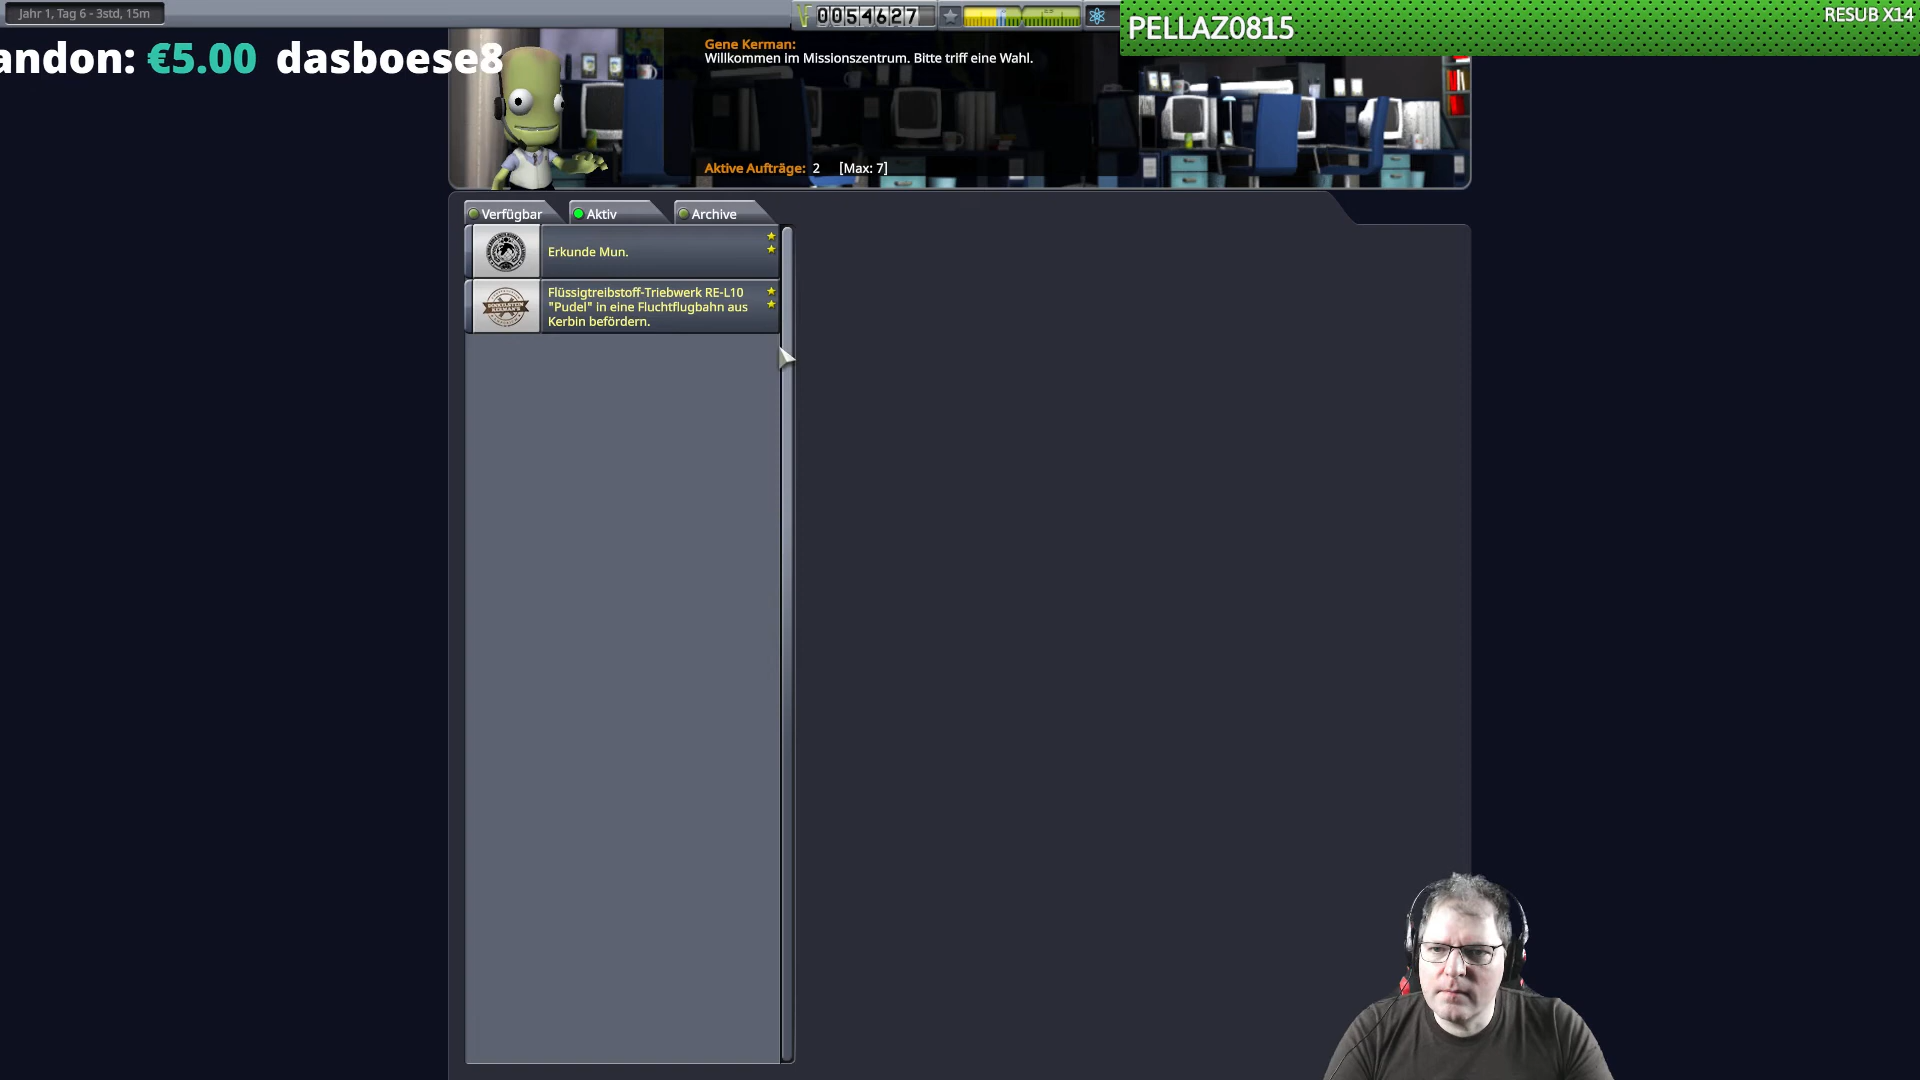 Jahr 1, Tag 6 - 3std, 15m
0054627
PELLAZ0815
RESUB X14
andon: €5.00 dasboese8
Gene Kerman:
Willkommen im Missionszentrum. Bitte triff eine Wahl.
Aktive Aufträge: 2 [Max: 7]
Verfügbar
Aktiv
Archive
Erkunde Mun.
Flüssigtreibstoff-Triebwerk RE-L10
"Pudel" in eine Fluchtflugbahn aus
Kerbin befördern.